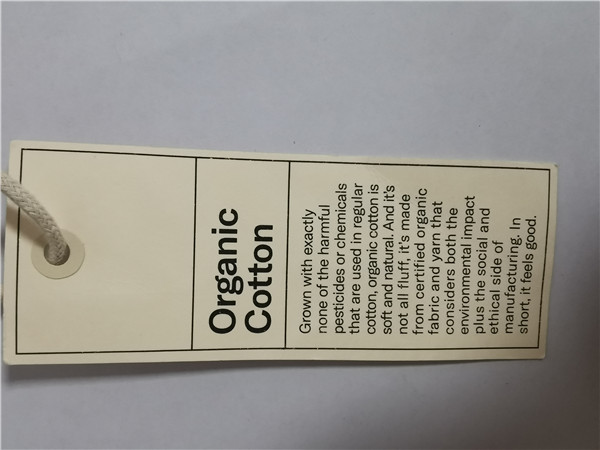 Organic
Cotton
Grown with exactly
none of the harmful
pesticides or chemicals
that are used in regular
cotton, organic cotton is
soft and natural. And it's
not all fluff, it's made
from certified organic
fabric and yarn that
considers both the
environmental impact
plus the social and
ethical side of
manufacturing. In
short, it feels good.